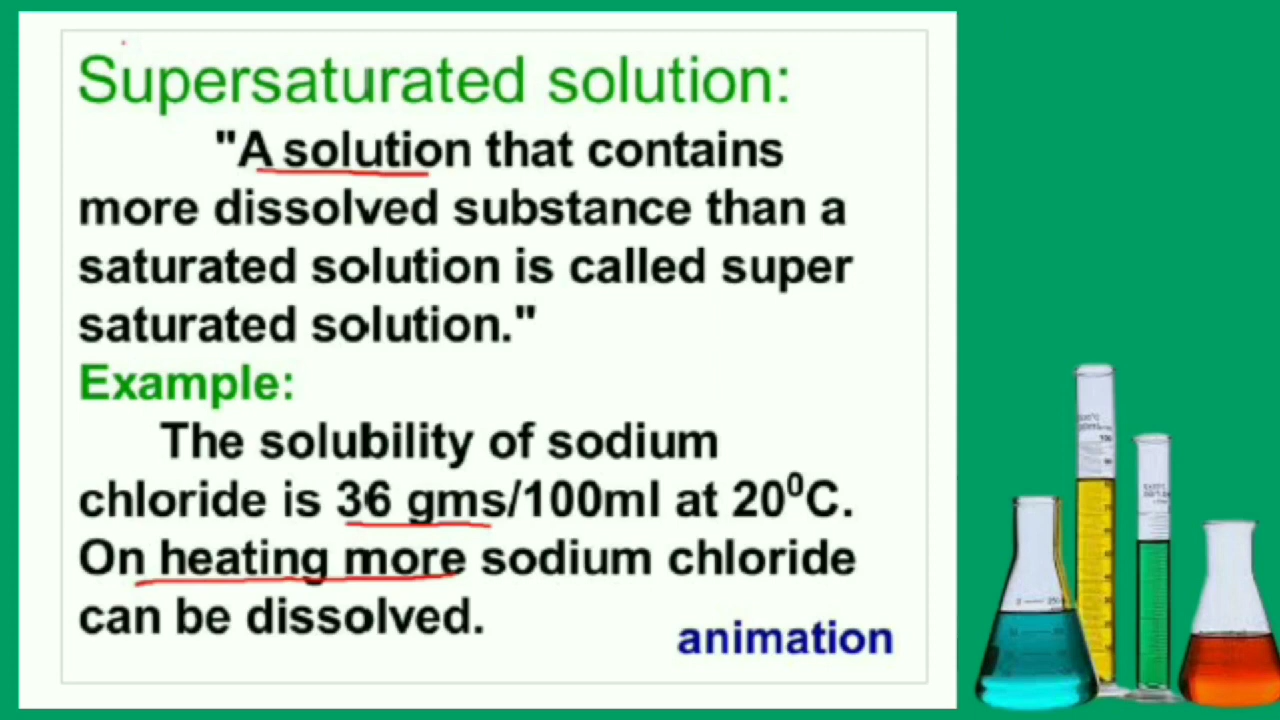 Supersaturated solution:
"A solution that contains
more dissolved substance than a
saturated solution is called super
saturated solution."
Example:
The solubility of sodium
chloride is 36 gms/100ml at 20⁰C.
On heating more sodium chloride
can be dissolved.
animation